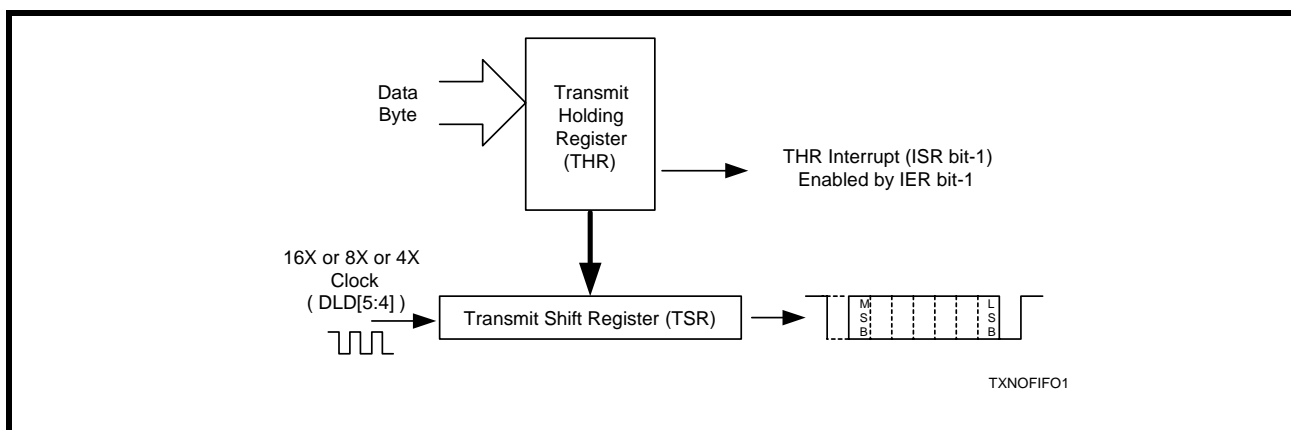 Data
Byte
Transmit
Holding
Register
(THR)
THR Interrupt (ISR bit-1)
Enabled by IER bit-1
16X or 8X or 4X
Clock
( DLD[5:4] )
Transmit Shift Register (TSR)
M
S
B
L
S
B
TXNOFIFO1